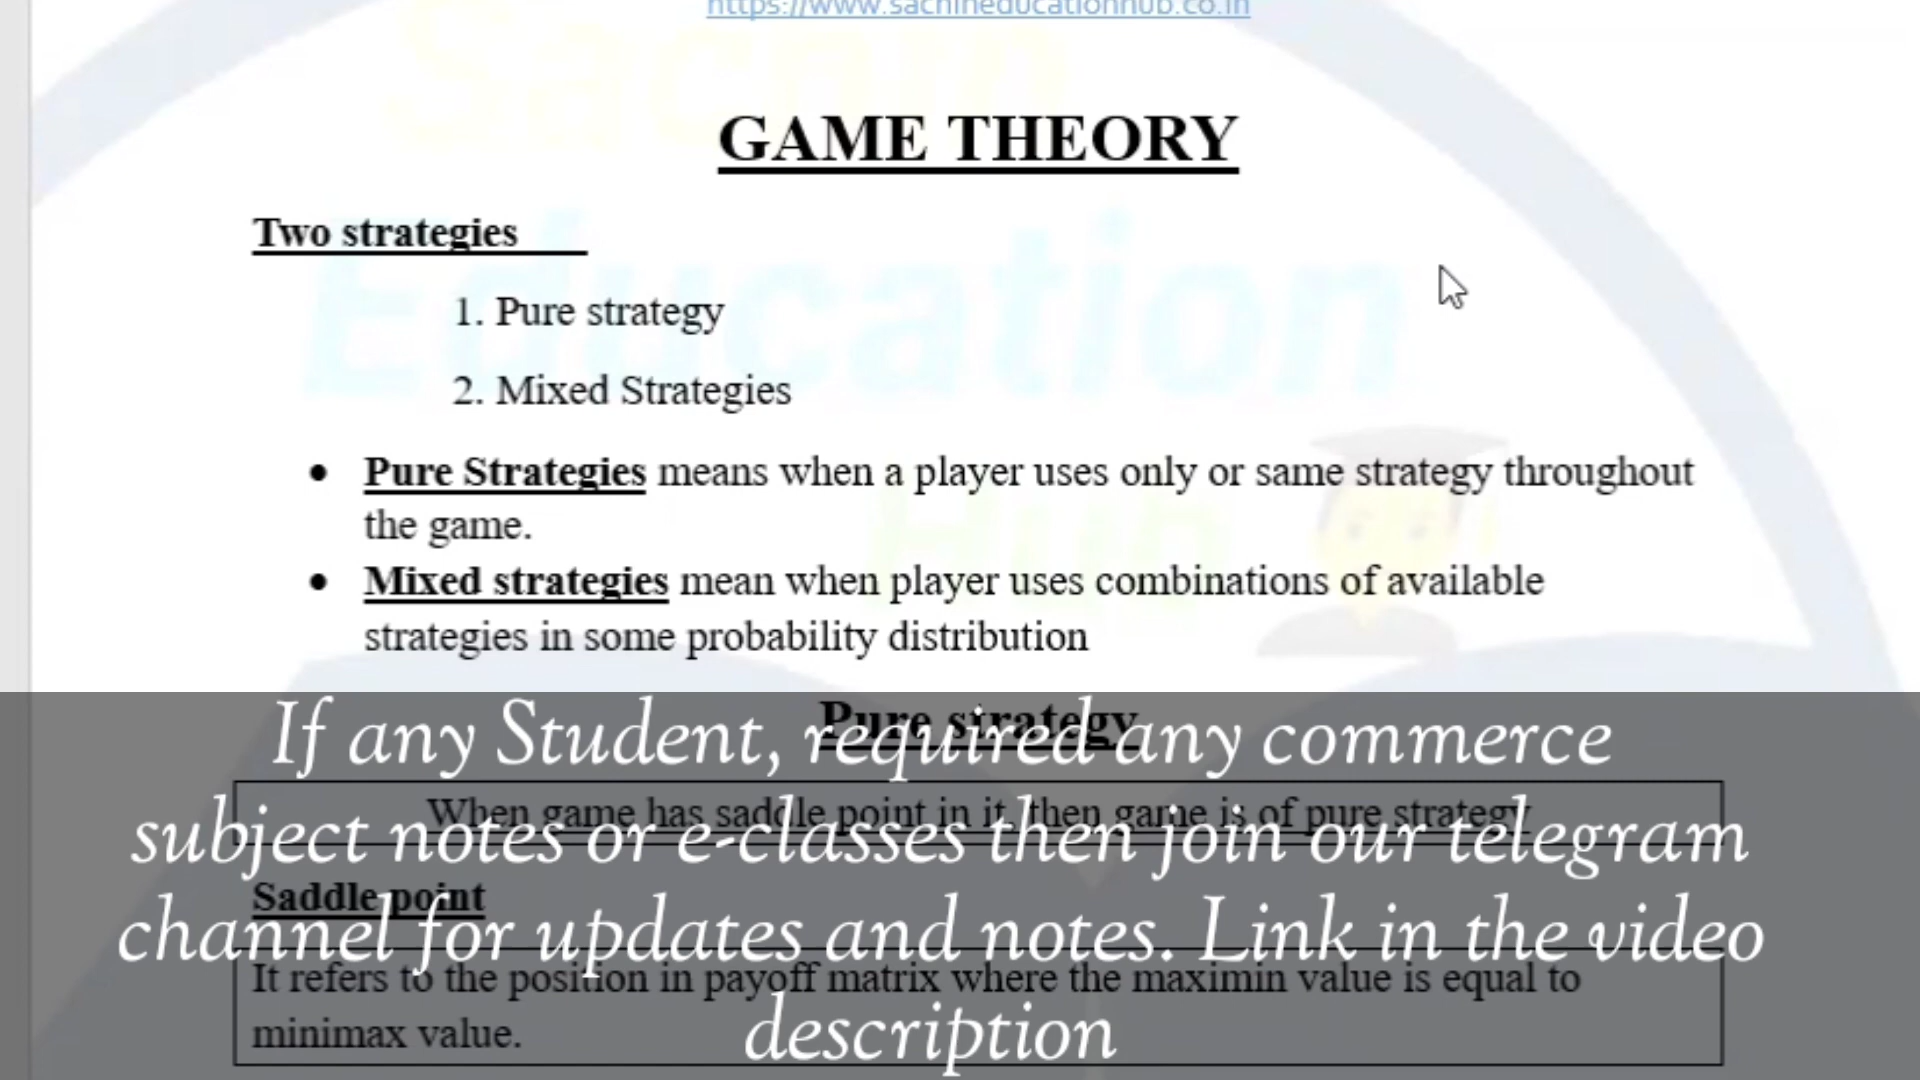 https://www.sachineducationhub.co.in
Sachin
GAME THEORY
Two strategies
Education
1. Pure strategy
2. Mixed Strategies
• Pure Strategies means when a player uses only or same strategy throughout
the game.
Hub
• Mixed strategies mean when player uses combinations of available
strategies in some probability distribution
Pure strategy
If any Student, required any commerce
When game has saddle point in it, then game is of pure strategy
subject notes or e-classes then join our telegram
Saddle point
channel for updates and notes. Link in the video
It refers to the position in payoff matrix where the maximin value is equal to
minimax value.
description